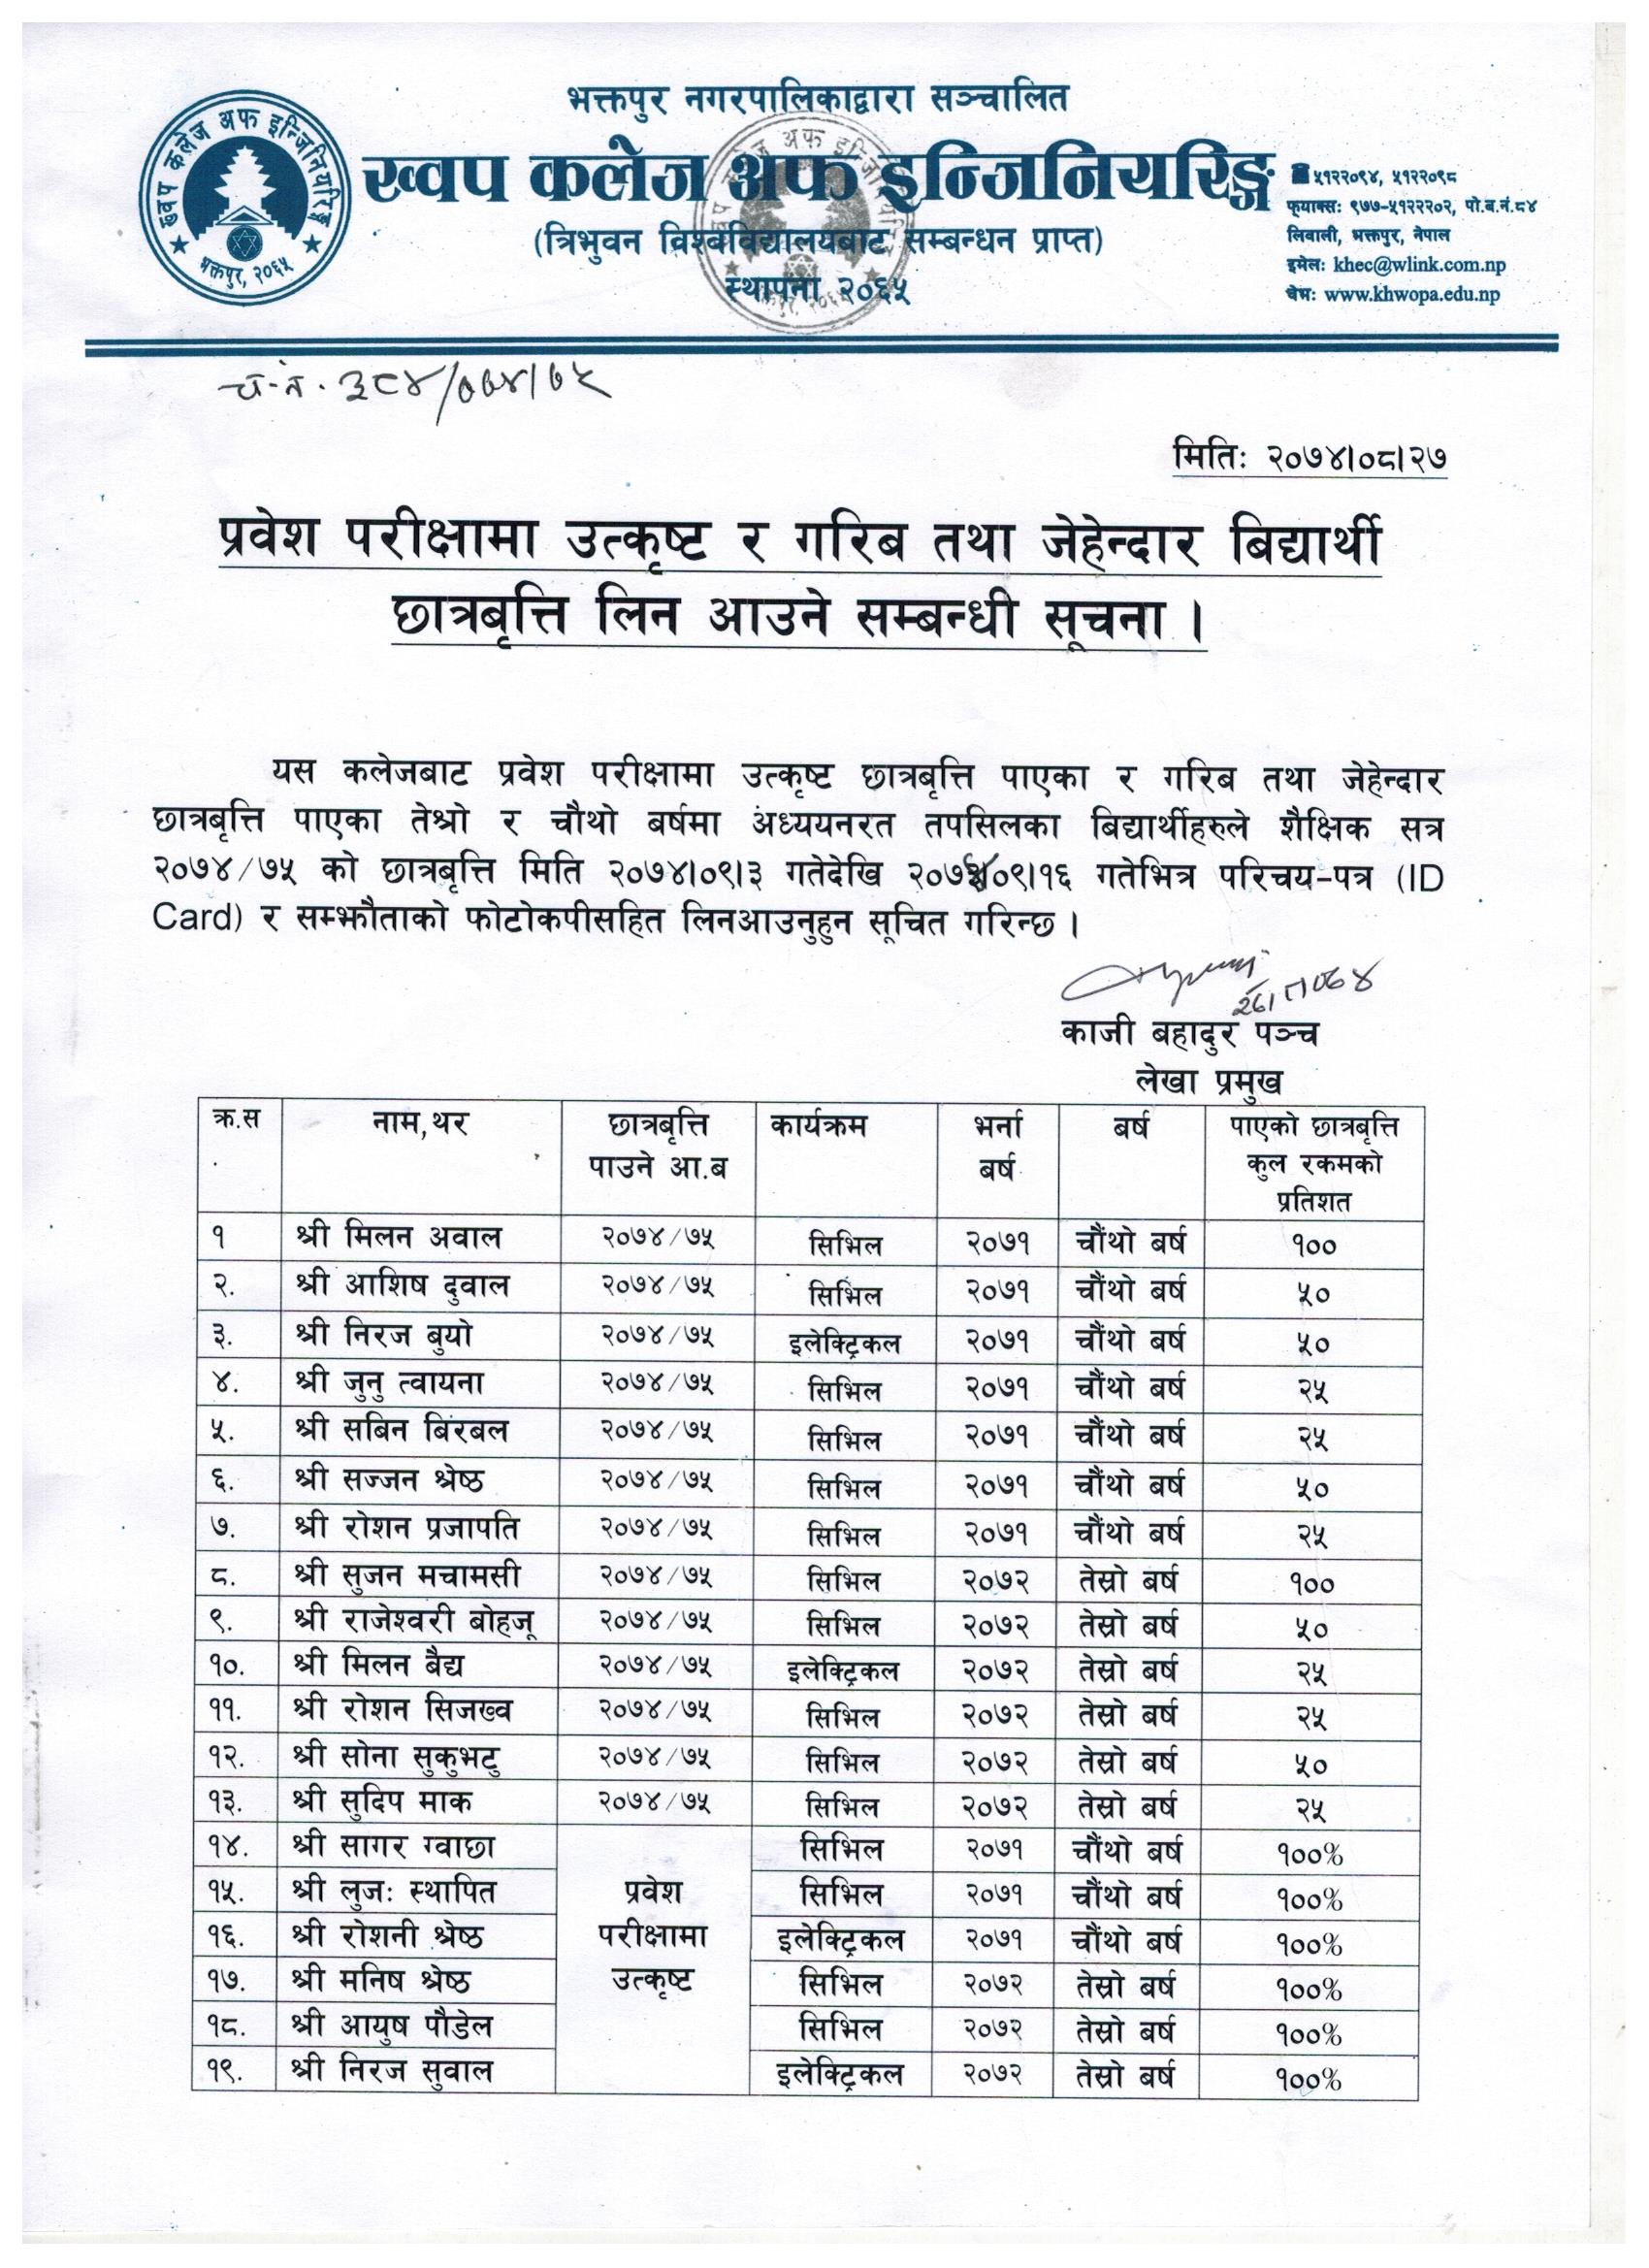 भक्तपुर नगरपालिकाद्वारा सञ्चालित
ख्वप कलेज अफ इन्जिनियरिङ्ग
(त्रिभुवन विश्वविद्यालयबाट सम्बन्धन प्राप्त)
स्थापना २०६५
ख्वप कलेज अफ इन्जिनियरिङ्ग
भक्तपुर, २०६५
☎५१२२०९४, ५१२२०९८
फ्याक्सः ९७७-५१२२२०२, पो.ब.नं.८४
लिवाली, भक्तपुर, नेपाल
इमेलः khec@wlink.com.np
वेभः www.khwopa.edu.np
च.नं. ३८४/०७४/७५
मितिः २०७४।०८।२७
प्रवेश परीक्षामा उत्कृष्ट र गरिब तथा जेहेन्दार बिद्यार्थी
छात्रबृत्ति लिन आउने सम्बन्धी सूचना ।
यस कलेजबाट प्रवेश परीक्षामा उत्कृष्ट छात्रबृत्ति पाएका र गरिब तथा जेहेन्दार
छात्रबृत्ति पाएका तेश्रो र चौथो बर्षमा अध्ययनरत तपसिलका बिद्यार्थीहरुले शैक्षिक सत्र
२०७४/७५ को छात्रबृत्ति मिति २०७४।०९।३ गतेदेखि २०७४।०९।१६ गतेभित्र परिचय-पत्र (ID
Card) र सम्झौताको फोटोकपीसहित लिनआउनुहुन सूचित गरिन्छ ।
काजी बहादुर पञ्च
लेखा प्रमुख
क्र.स. नाम,थर छात्रबृत्ति पाउने आ.ब कार्यक्रम भर्ना बर्ष बर्ष पाएको छात्रबृत्ति कुल रकमको प्रतिशत
१ श्री मिलन अवाल २०७४/७५ सिभिल २०७१ चौंथो बर्ष १००
२. श्री आशिष दुवाल २०७४/७५ सिभिल २०७१ चौंथो बर्ष ५०
३. श्री निरज बुयो २०७४/७५ इलेक्ट्रिकल २०७१ चौंथो बर्ष ५०
४. श्री जुनु त्वायना २०७४/७५ सिभिल २०७१ चौंथो बर्ष २५
५. श्री सबिन बिरबल २०७४/७५ सिभिल २०७१ चौंथो बर्ष २५
६. श्री सज्जन श्रेष्ठ २०७४/७५ सिभिल २०७१ चौंथो बर्ष ५०
७. श्री रोशन प्रजापति २०७४/७५ सिभिल २०७१ चौंथो बर्ष २५
८. श्री सुजन मचामसी २०७४/७५ सिभिल २०७२ तेस्रो बर्ष १००
९. श्री राजेश्वरी बोहजू २०७४/७५ सिभिल २०७२ तेस्रो बर्ष ५०
१०. श्री मिलन बैद्य २०७४/७५ इलेक्ट्रिकल २०७२ तेस्रो बर्ष २५
११. श्री रोशन सिजख्व २०७४/७५ सिभिल २०७२ तेस्रो बर्ष २५
१२. श्री सोना सुकुभटु २०७४/७५ सिभिल २०७२ तेस्रो बर्ष ५०
१३. श्री सुदिप माक २०७४/७५ सिभिल २०७२ तेस्रो बर्ष २५
१४. श्री सागर ग्वाछा प्रवेश परीक्षामा उत्कृष्ट सिभिल २०७१ चौंथो बर्ष १००%
१५. श्री लुजः स्थापित सिभिल २०७१ चौंथो बर्ष १००%
१६. श्री रोशनी श्रेष्ठ इलेक्ट्रिकल २०७१ चौंथो बर्ष १००%
१७. श्री मनिष श्रेष्ठ सिभिल २०७२ तेस्रो बर्ष १००%
१८. श्री आयुष पौडेल सिभिल २०७२ तेस्रो बर्ष १००%
१९. श्री निरज सुवाल इलेक्ट्रिकल २०७२ तेस्रो बर्ष १००%